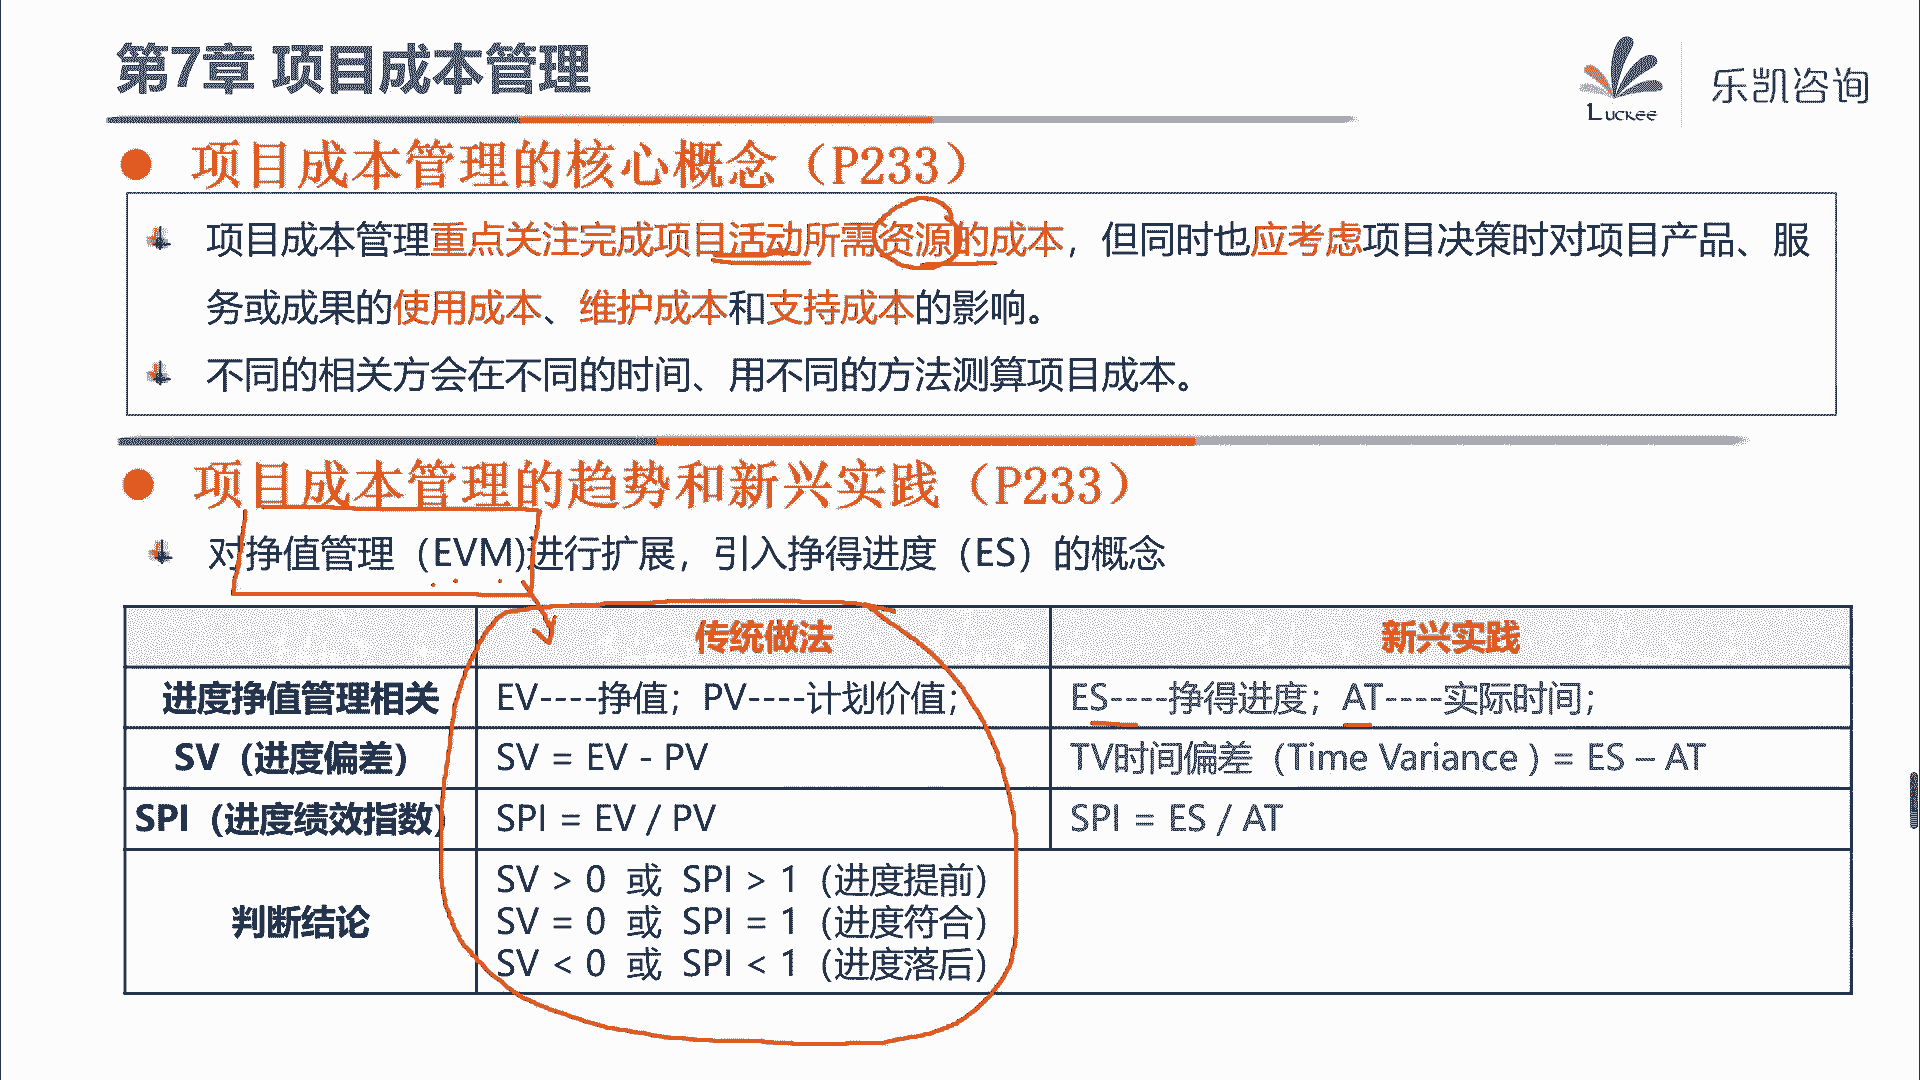 第7章 项目成本管理
Luckee
乐凯咨询
项目成本管理的核心概念（P233）
项目成本管理重点关注完成项目活动所需资源的成本，但同时也应考虑项目决策时对项目产品、服
务或成果的使用成本、维护成本和支持成本的影响。
不同的相关方会在不同的时间、用不同的方法测算项目成本。
项目成本管理的趋势和新兴实践（P233）
对挣值管理（EVM)进行扩展，引入挣得进度（ES）的概念
传统做法 新兴实践
进度挣值管理相关 EV----挣值；PV----计划价值； ES----挣得进度；AT----实际时间；
SV（进度偏差） SV = EV - PV TV时间偏差（Time Variance ) = ES – AT
SPI（进度绩效指数） SPI = EV / PV SPI = ES / AT
判断结论
SV > 0 或 SPI > 1（进度提前）
SV = 0 或 SPI = 1（进度符合）
SV < 0 或 SPI < 1（进度落后）